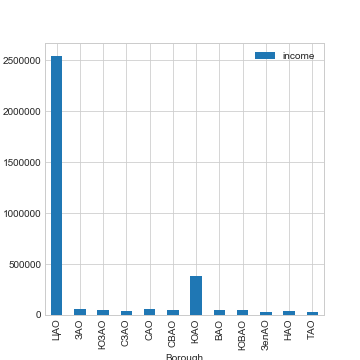 income
2500000
2000000
1500000
1000000
500000
0
ЦАО
ЗАО
ЮЗАО
СЗАО
САО
СВАО
ЮАО
ВАО
ЮВАО
ЗелАО
НАО
ТАО
Borough